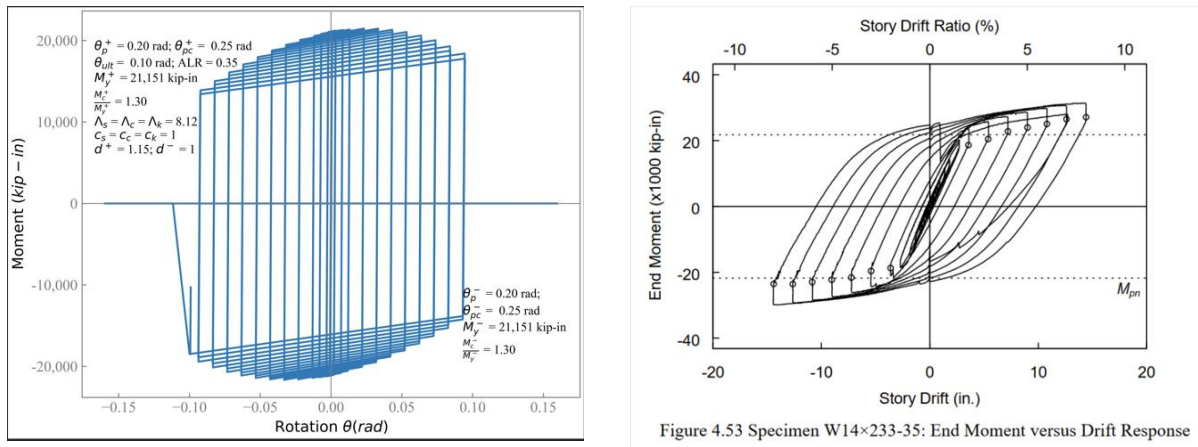 20,000
10,000
0
-10,000
-20,000
Moment (kip − in)
θp+ = 0.20 rad; θpc+ = 0.25 rad
θult = 0.10 rad; ALR = 0.35
My+ = 21,151 kip-in
Mc+/My+ = 1.30
Λs = Λc = Λk = 8.12
cs = cc = ck = 1
d+ = 1.15; d− = 1
θp− = 0.20 rad;
θpc− = 0.25 rad
My− = 21,151 kip-in
Mc−/My− = 1.30
−0.15 −0.10 −0.05 0.00 0.05 0.10 0.15
Rotation θ(rad)
Story Drift Ratio (%)
-10 -5 0 5 10
40
20
0
-20
-40
End Moment (x1000 kip-in)
Mpn
-20 -10 0 10 20
Story Drift (in.)
Figure 4.53 Specimen W14×233-35: End Moment versus Drift Response